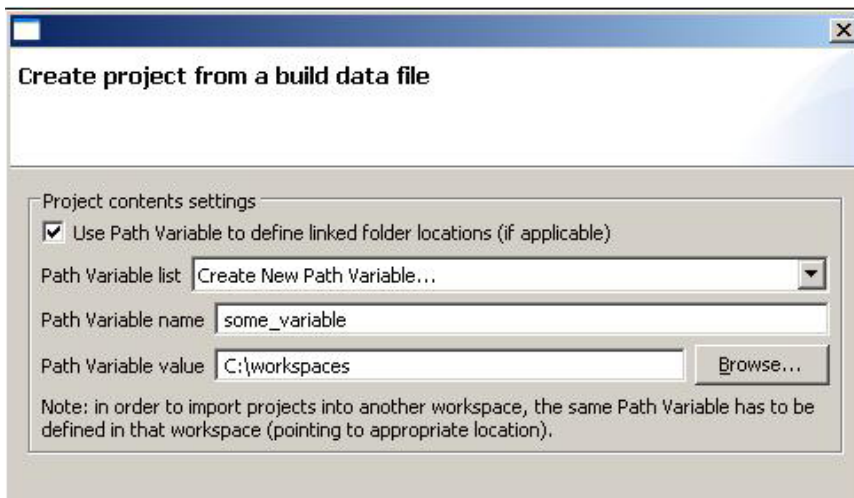 Create project from a build data file
Project contents settings
Use Path Variable to define linked folder locations (if applicable)
Path Variable list Create New Path Variable...
Path Variable name some_variable
Path Variable value C:\workspaces Browse...
Note: in order to import projects into another workspace, the same Path Variable has to be
defined in that workspace (pointing to appropriate location).